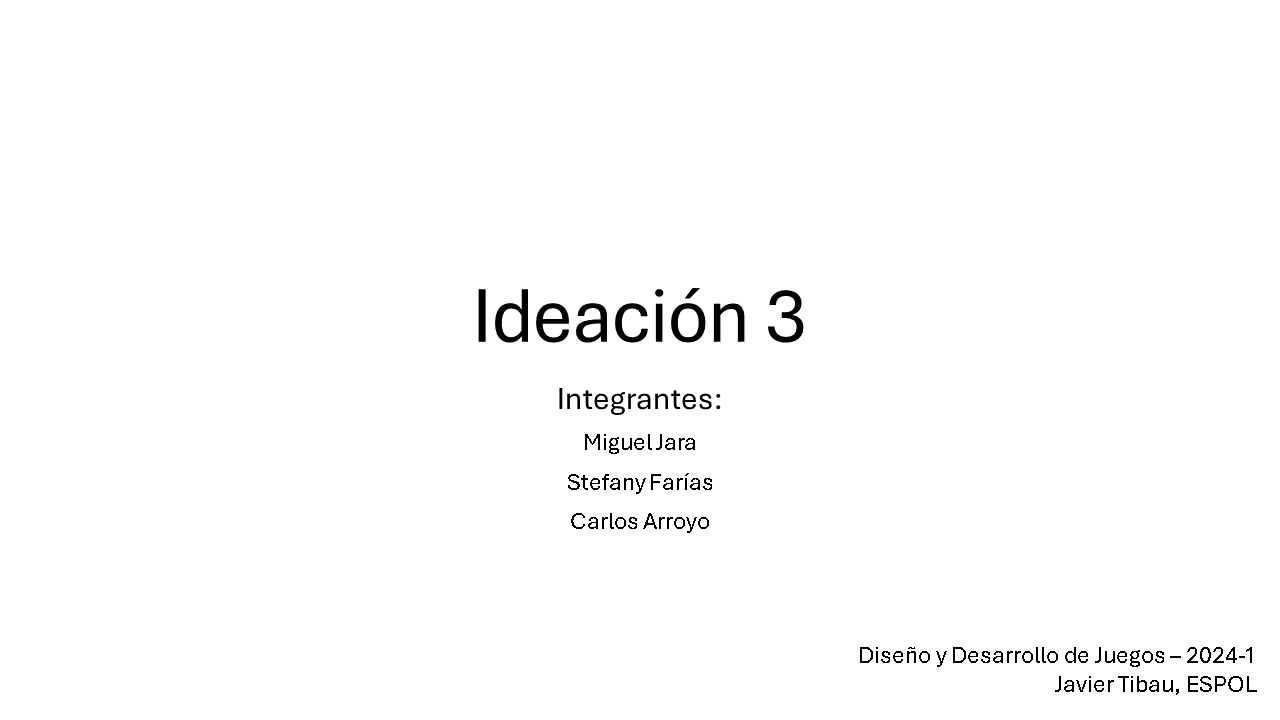 Ideación 3
Integrantes:
Miguel Jara
Stefany Farías
Carlos Arroyo
Diseño y Desarrollo de Juegos – 2024-1
Javier Tibau, ESPOL